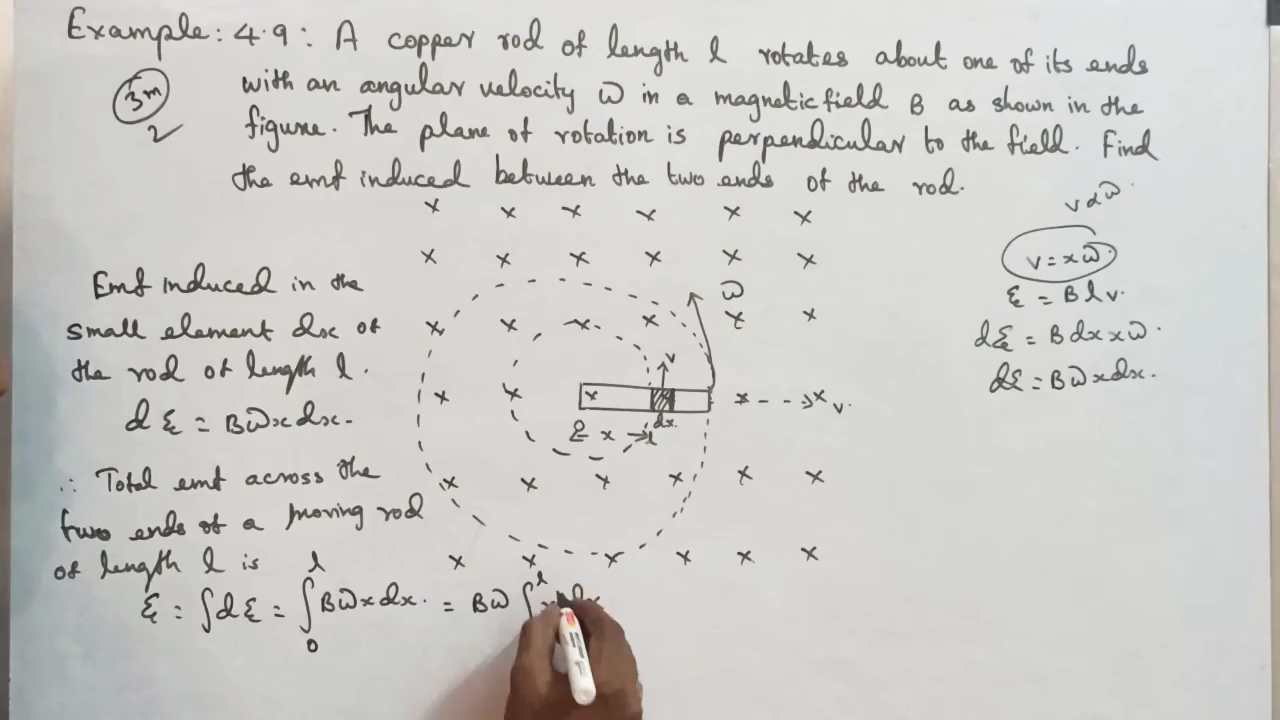 Example: 4.9: A copper rod of length l rotates about one of its ends
3m
2
with an angular velocity ω in a magnetic field B as shown in the
figure. The plane of rotation is perpendicular to the field. Find
the emf induced between the two ends of the rod.
v α ω
v = xω
ε = Blv.
dε = B dx xω.
dε = Bωxdx.
Emf induced in the
small element dx of
the rod of length l.
dε = Bωxdx.
∴ Total emf across the
two ends of a moving rod
of length l is
ε = ∫dε = ∫₀ˡ Bωxdx. = Bω ∫ˡ
ω
v
v.
dx.
x